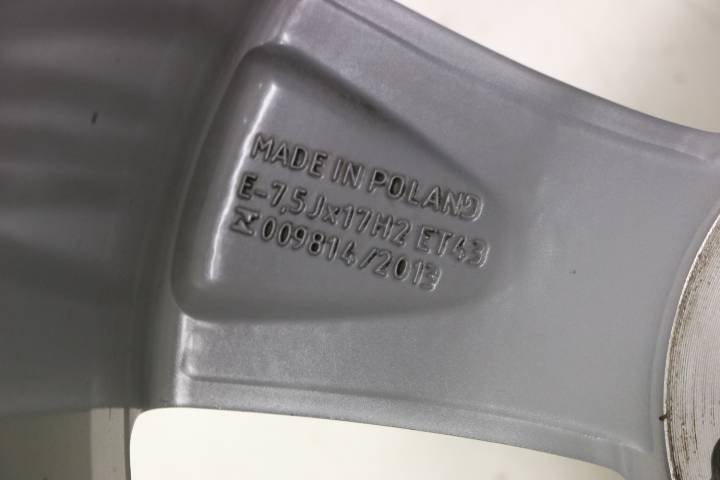 MADE IN POLAND
E-7,5Jx17H2 ET43
009814/2013